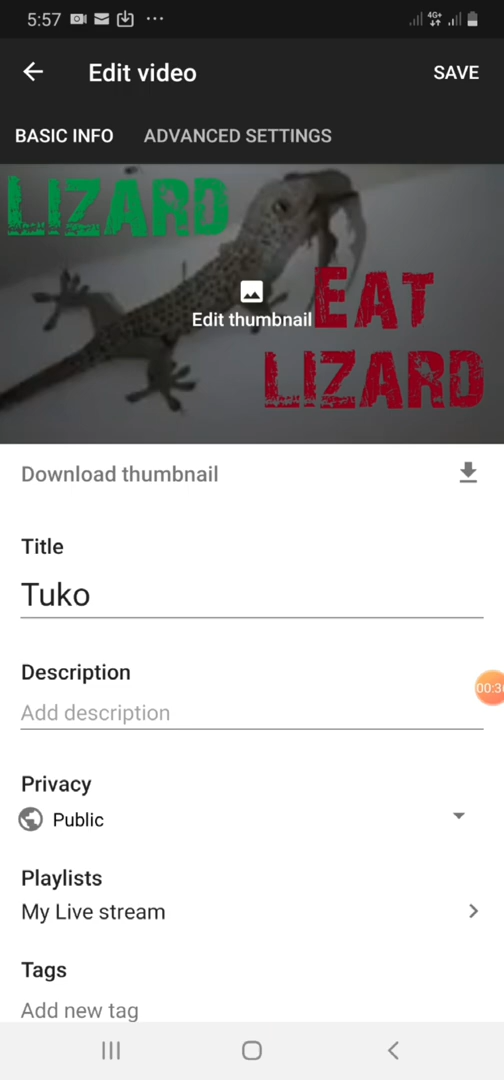 5:57
4G+
Edit video
SAVE
BASIC INFO
ADVANCED SETTINGS
LIZARD
EAT
LIZARD
Edit thumbnail
Download thumbnail
Title
Tuko
Description
Add description
Privacy
Public
Playlists
My Live stream
Tags
Add new tag